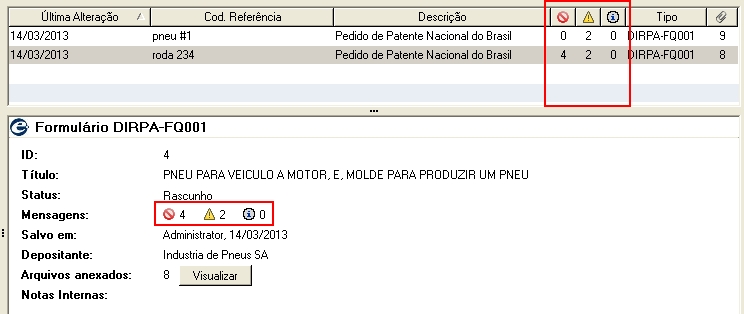 Última Alteração Cod. Referência Descrição Tipo
14/03/2013 pneu #1 Pedido de Patente Nacional do Brasil 0 2 0 DIRPA-FQ001 9
14/03/2013 roda 234 Pedido de Patente Nacional do Brasil 4 2 0 DIRPA-FQ001 8
Formulário DIRPA-FQ001
ID: 4
Título: PNEU PARA VEICULO A MOTOR, E, MOLDE PARA PRODUZIR UM PNEU
Status: Rascunho
Mensagens: 4 2 0
Salvo em: Administrator, 14/03/2013
Depositante: Industria de Pneus SA
Arquivos anexados: 8 Visualizar
Notas Internas: